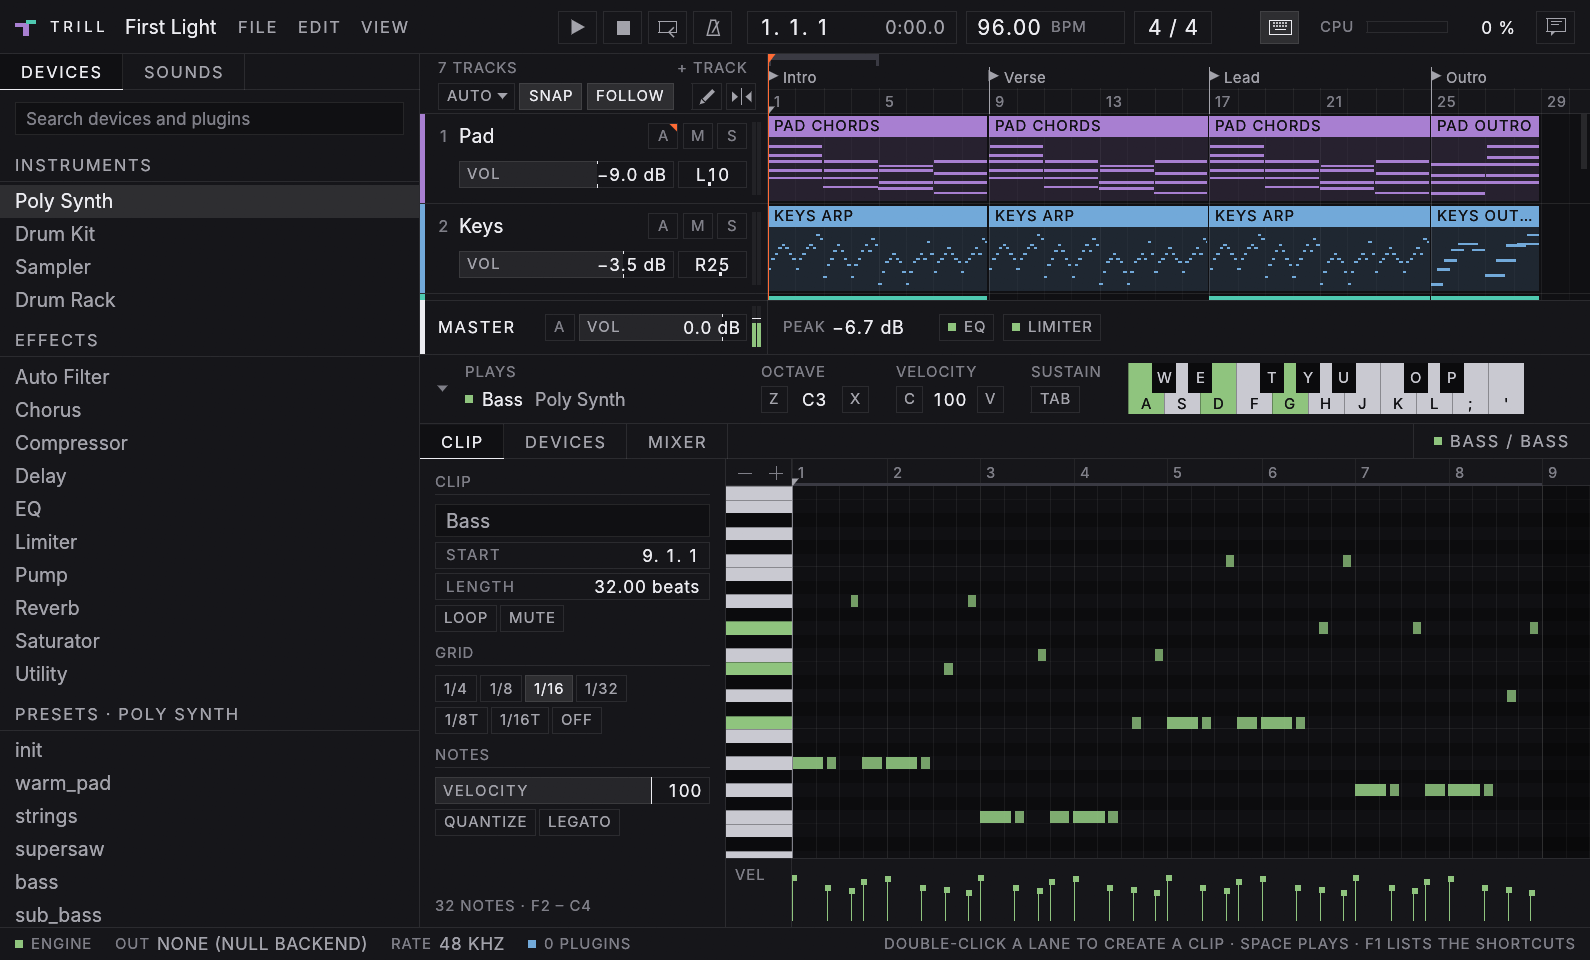 TRILL First Light FILE EDIT VIEW
1. 1. 1 0:00.0 96.00 BPM 4 / 4 CPU 0 %
DEVICES SOUNDS
Search devices and plugins
INSTRUMENTS
Poly Synth
Drum Kit
Sampler
Drum Rack
EFFECTS
Auto Filter
Chorus
Compressor
Delay
EQ
Limiter
Pump
Reverb
Saturator
Utility
PRESETS · POLY SYNTH
init
warm_pad
strings
supersaw
bass
sub_bass
7 TRACKS + TRACK
AUTO SNAP FOLLOW
Intro Verse Lead Outro
1 5 9 13 17 21 25 29
1 Pad A M S
VOL −9.0 dB L10
PAD CHORDS PAD CHORDS PAD CHORDS PAD OUTRO
2 Keys A M S
VOL −3.5 dB R25
KEYS ARP KEYS ARP KEYS ARP KEYS OUT...
MASTER A VOL 0.0 dB PEAK −6.7 dB EQ LIMITER
PLAYS OCTAVE VELOCITY SUSTAIN
Bass Poly Synth Z C3 X C 100 V TAB
W E T Y U O P
A S D F G H J K L ; '
CLIP DEVICES MIXER BASS / BASS
CLIP
Bass
START 9. 1. 1
LENGTH 32.00 beats
LOOP MUTE
GRID
1/4 1/8 1/16 1/32
1/8T 1/16T OFF
NOTES
VELOCITY 100
QUANTIZE LEGATO
32 NOTES · F2 – C4
1 2 3 4 5 6 7 8 9
VEL
ENGINE OUT NONE (NULL BACKEND) RATE 48 KHZ 0 PLUGINS
DOUBLE-CLICK A LANE TO CREATE A CLIP · SPACE PLAYS · F1 LISTS THE SHORTCUTS